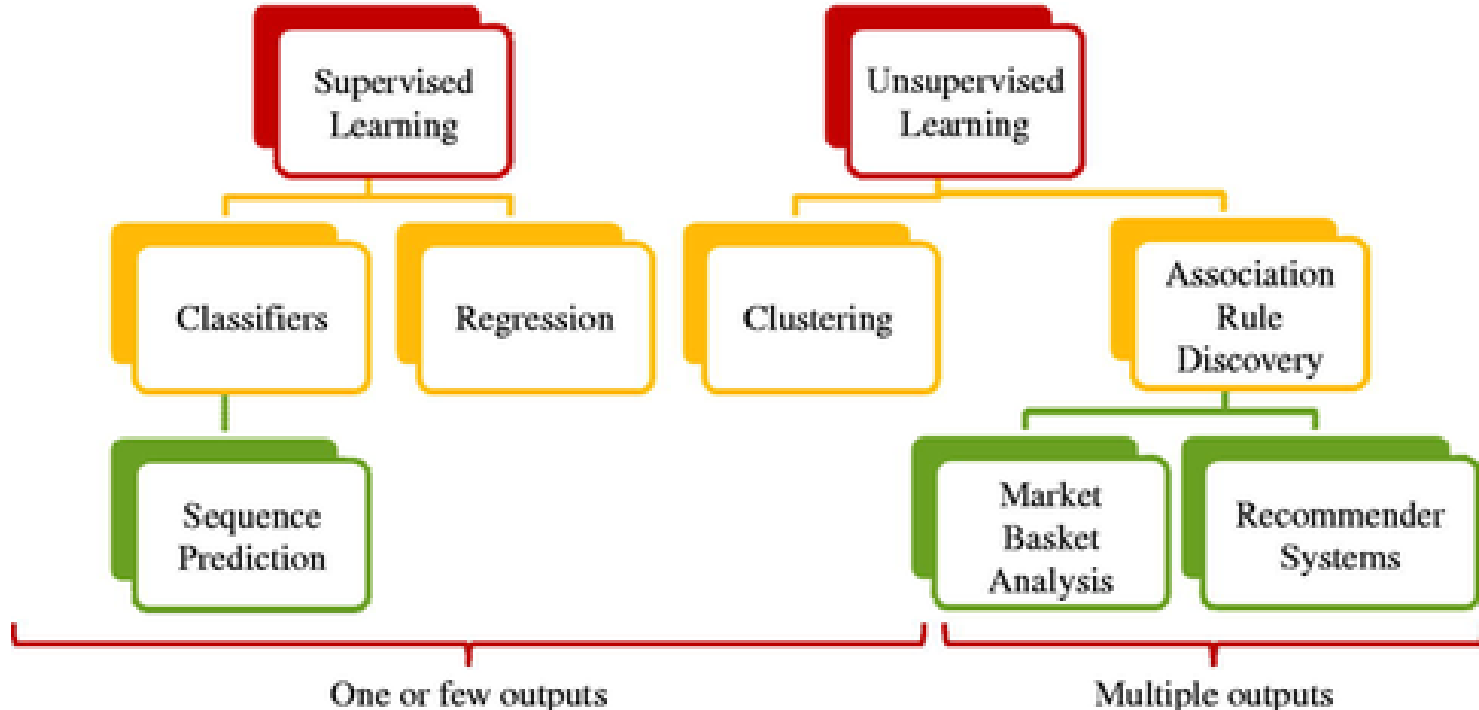 Supervised
Learning
Unsupervised
Learning
Classifiers
Regression
Clustering
Association
Rule
Discovery
Sequence
Prediction
Market
Basket
Analysis
Recommender
Systems
One or few outputs
Multiple outputs